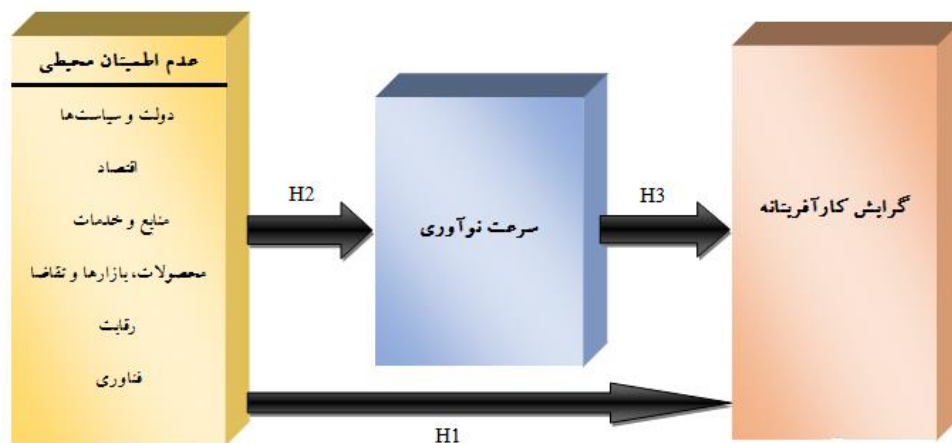 عدم اطمینان محیطی
دولت و سیاست‌ها
اقتصاد
منابع و خدمات
محصولات، بازارها و تقاضا
رقابت
فناوری
H2
سرعت نوآوری
H3
گرایش کارآفرینانه
H1